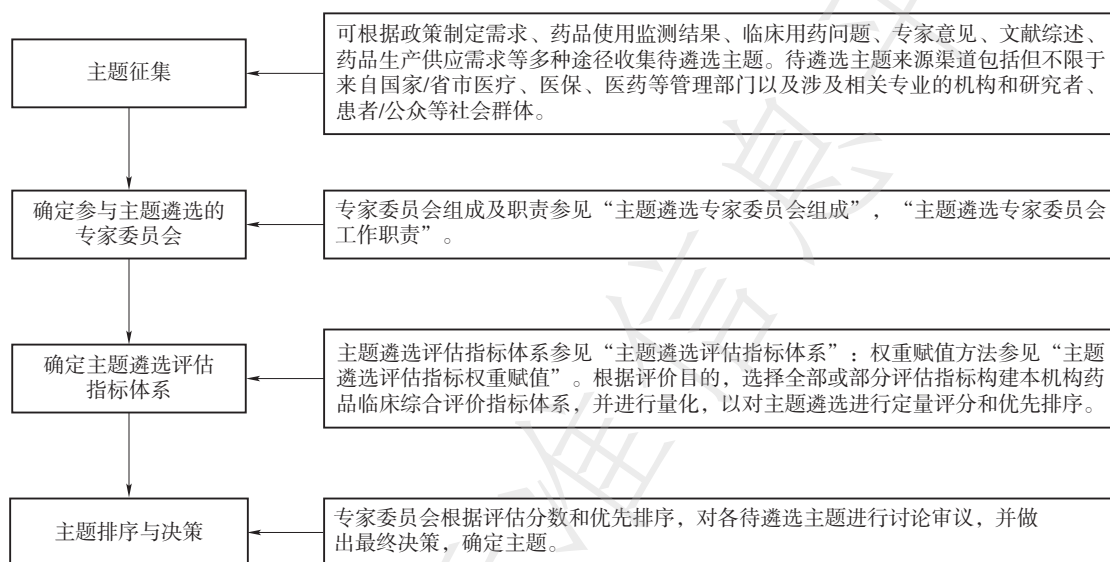 主题征集
可根据政策制定需求、药品使用监测结果、临床用药问题、专家意见、文献综述、
药品生产供应需求等多种途径收集待遴选主题。待遴选主题来源渠道包括但不限于
来自国家/省市医疗、医保、医药等管理部门以及涉及相关专业的机构和研究者、
患者/公众等社会群体。
确定参与主题遴选的
专家委员会
专家委员会组成及职责参见“主题遴选专家委员会组成”，“主题遴选专家委员会
工作职责”。
确定主题遴选评估
指标体系
主题遴选评估指标体系参见“主题遴选评估指标体系”：权重赋值方法参见“主题
遴选评估指标权重赋值”。根据评价目的，选择全部或部分评估指标构建本机构药
品临床综合评价指标体系，并进行量化，以对主题遴选进行定量评分和优先排序。
主题排序与决策
专家委员会根据评估分数和优先排序，对各待遴选主题进行讨论审议，并做
出最终决策，确定主题。